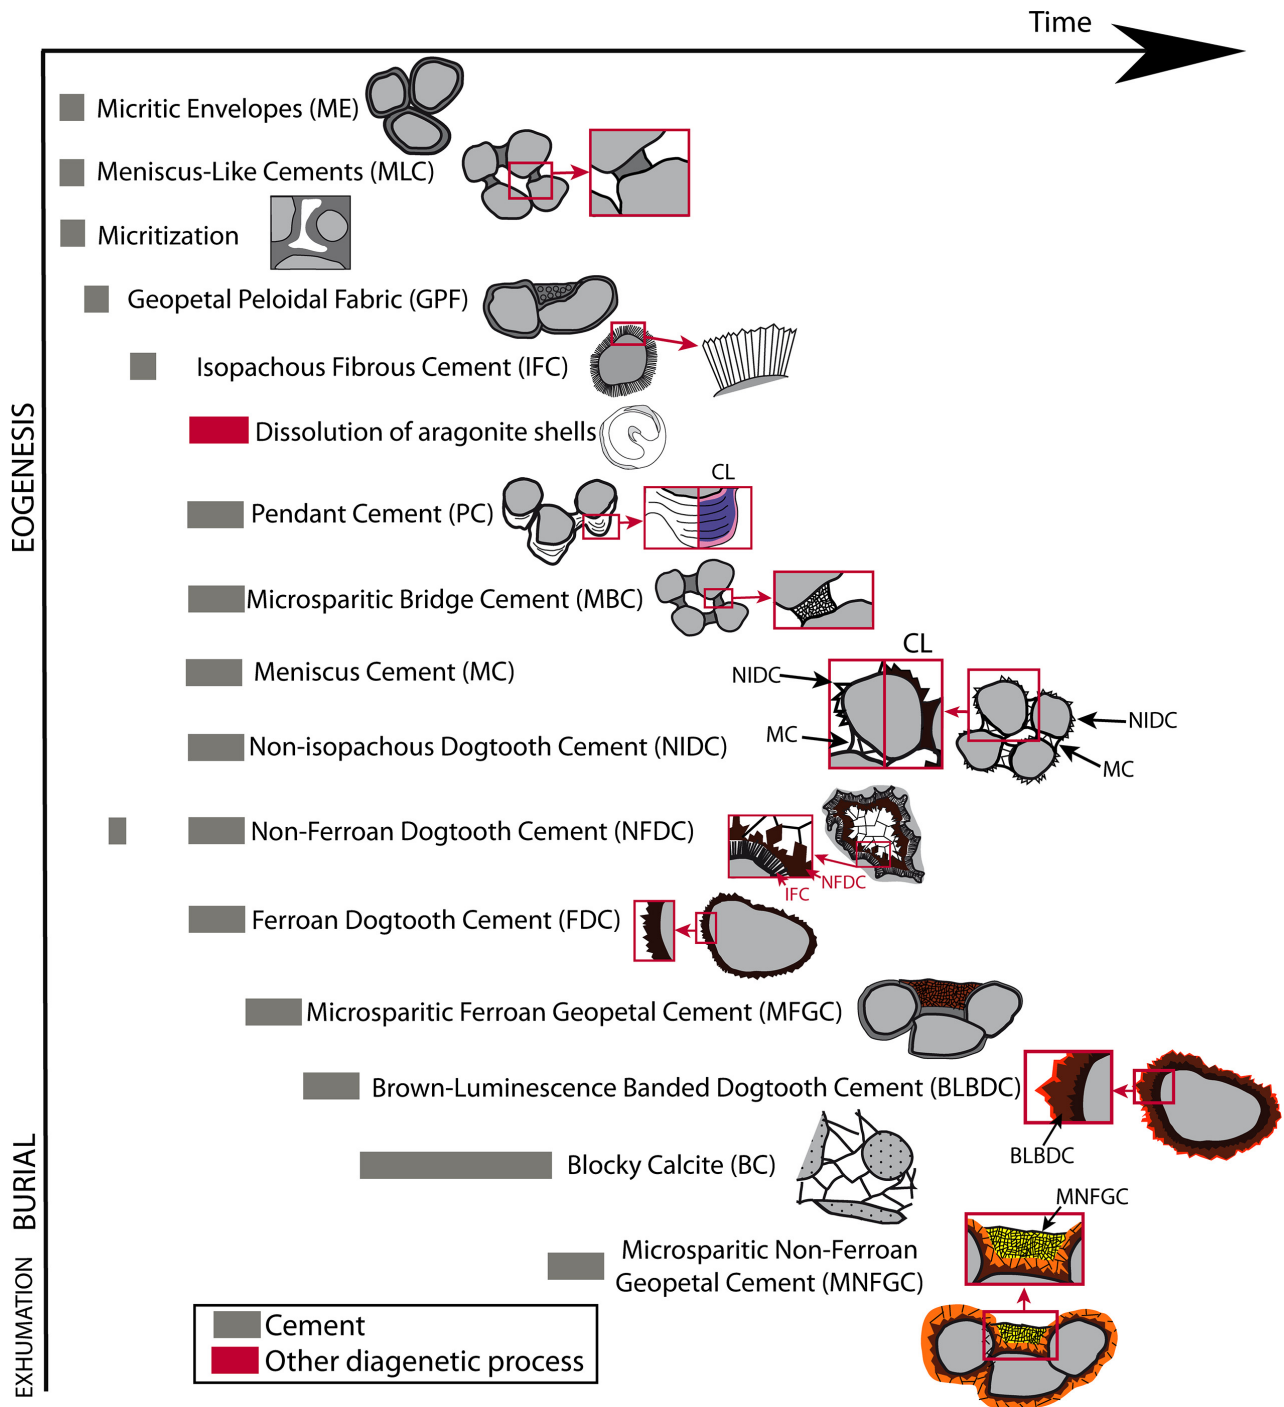 Time
Micritic Envelopes (ME)
Meniscus-Like Cements (MLC)
Micritization
Geopetal Peloidal Fabric (GPF)
Isopachous Fibrous Cement (IFC)
EOGENESIS
Dissolution of aragonite shells
CL
Pendant Cement (PC)
Microsparitic Bridge Cement (MBC)
CL
Meniscus Cement (MC)
NIDC
NIDC
MC
MC
Non-isopachous Dogtooth Cement (NIDC)
Non-Ferroan Dogtooth Cement (NFDC)
IFC
NFDC
Ferroan Dogtooth Cement (FDC)
Microsparitic Ferroan Geopetal Cement (MFGC)
Brown-Luminescence Banded Dogtooth Cement (BLBDC)
BLBDC
BURIAL
Blocky Calcite (BC)
MNFGC
Microsparitic Non-Ferroan
Geopetal Cement (MNFGC)
EXHUMATION
Cement
Other diagenetic process